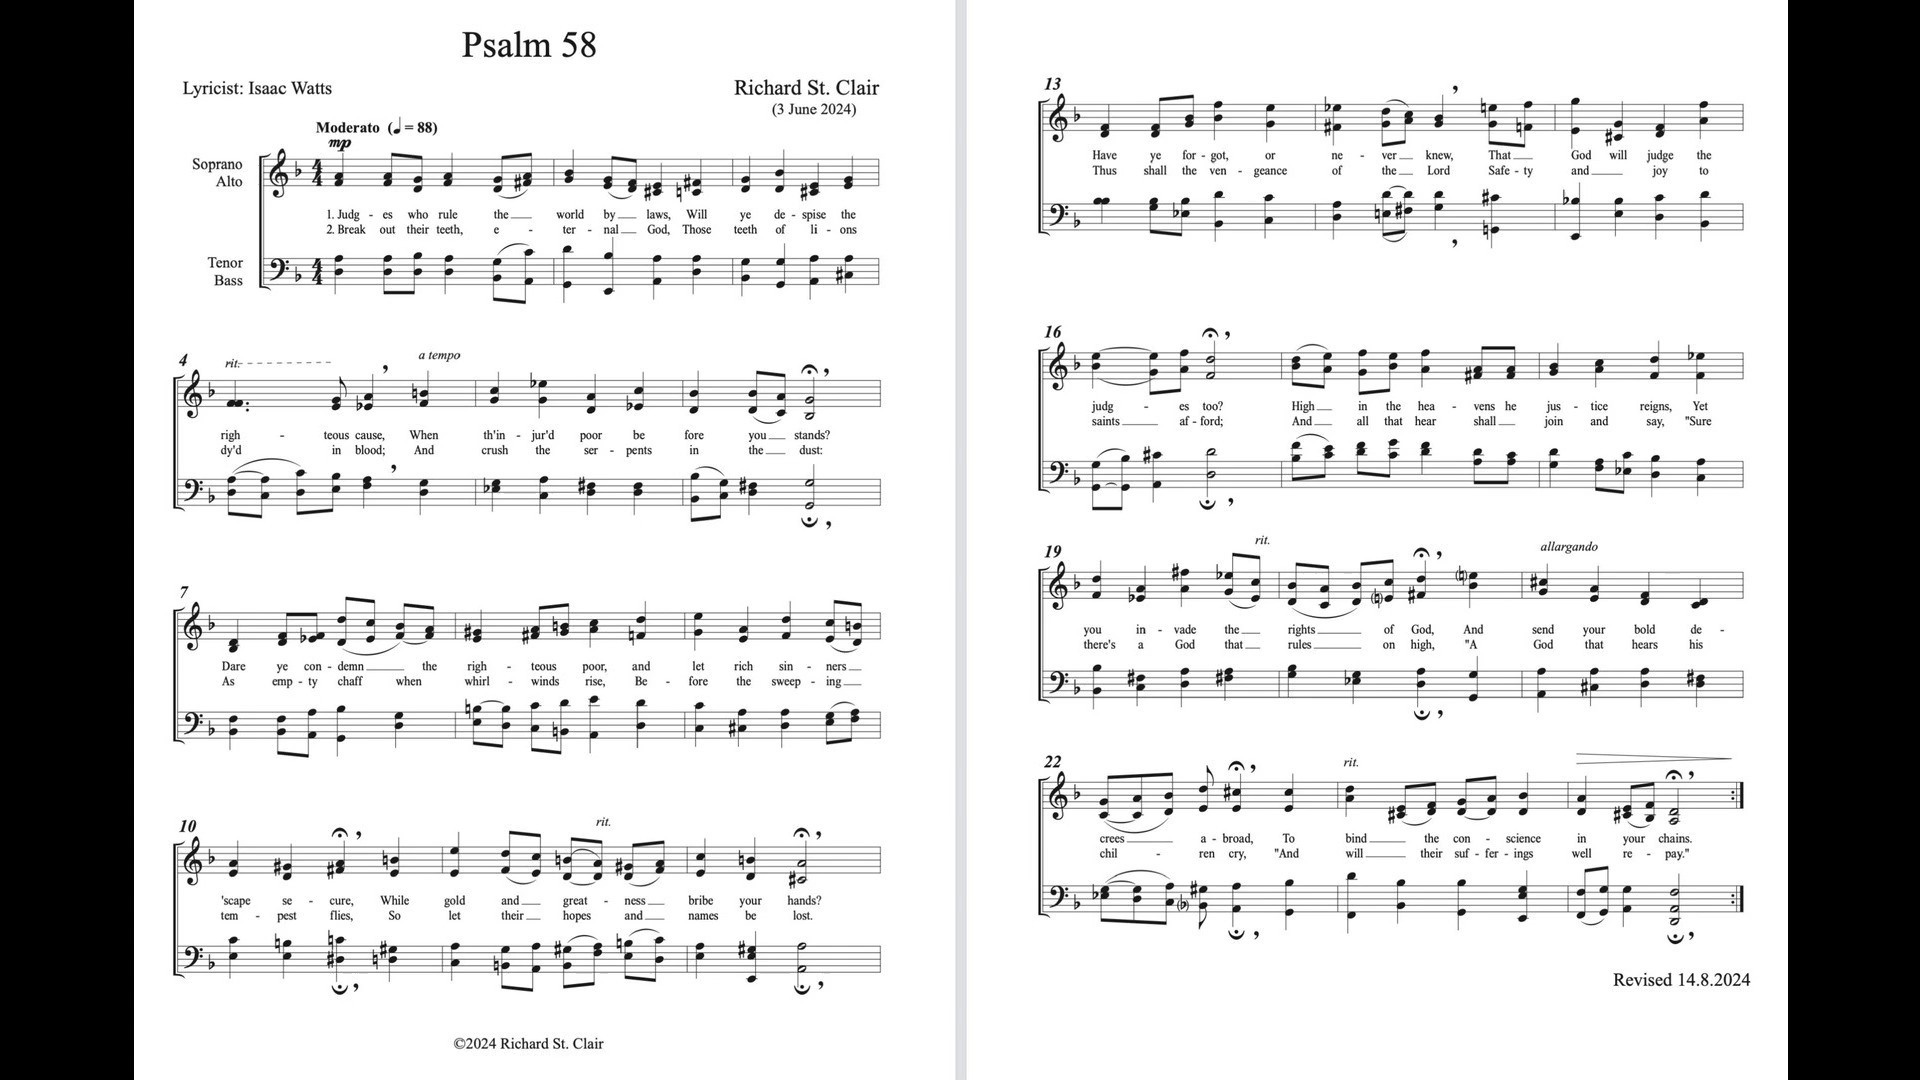 Psalm 58
Lyricist: Isaac Watts
Richard St. Clair
(3 June 2024)
Moderato (♩ = 88)
mp
Soprano
Alto
1. Judg - es who rule the world by laws, Will ye de - spise the
2. Break out their teeth, e - ter - nal God, Those teeth of li - ons
Tenor
Bass
4
rit.
a tempo
righ - teous cause, When th'in - jur'd poor be fore you stands?
dy'd in blood; And crush the ser - pents in the dust:
7
Dare ye con - demn the righ - teous poor, and let rich sin - ners
As emp - ty chaff when whirl - winds rise, Be - fore the sweep - ing
10
rit.
'scape se - cure, While gold and great - ness bribe your hands?
tem - pest flies, So let their hopes and names be lost.
©2024 Richard St. Clair
13
Have ye for - got, or ne - ver knew, That God will judge the
Thus shall the ven - geance of the Lord Safe - ty and joy to
16
judg - es too? High in the hea - vens he jus - tice reigns, Yet
saints af - ford; And all that hear shall join and say, "Sure
19
rit.
allargando
you in - vade the rights of God, And send your bold de -
there's a God that rules on high, "A God that hears his
22
rit.
crees a - broad, To bind the con - science in your chains.
chil - ren cry, "And will their suf - fer - ings well re - pay."
Revised 14.8.2024